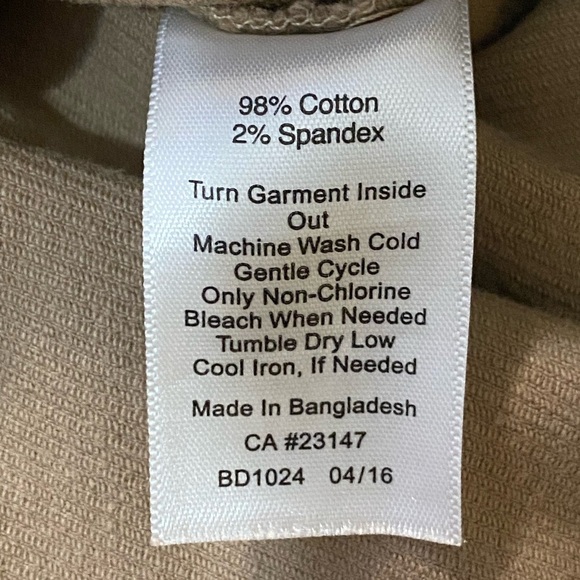 98% Cotton
2% Spandex
Turn Garment Inside
Out
Machine Wash Cold
Gentle Cycle
Only Non-Chlorine
Bleach When Needed
Tumble Dry Low
Cool Iron, If Needed
Made In Bangladesh
CA #23147
BD1024 04/16